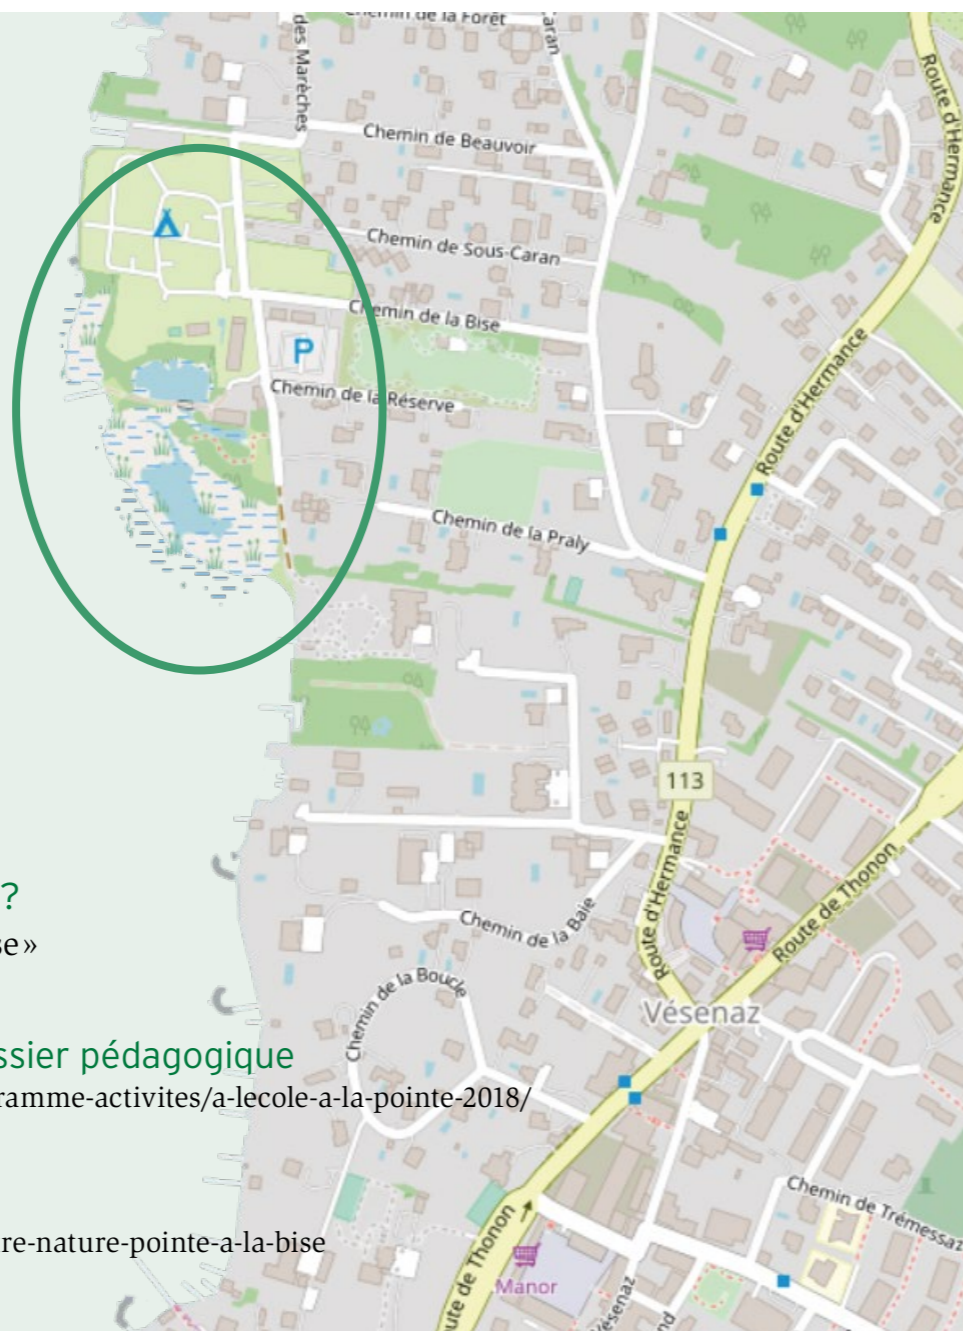 Chemin de la Forêt
Caran
des Marèches
Route d'Hermance
Chemin de Beauvoir
Chemin de Sous-Caran
Chemin de la Bise
P
Chemin de la Réserve
Route d'Hermance
Chemin de la Praly
113
Route d'Hermance
Route de Thonon
?
se »
Chemin de la Baie
Chemin de la Boucle
Vésenaz
ssier pédagogique
ramme-activites/a-lecole-a-la-pointe-2018/
Chemin de Trémessaz
re-nature-pointe-a-la-bise
ute de Thonon
Manor
Vésenaz
nd